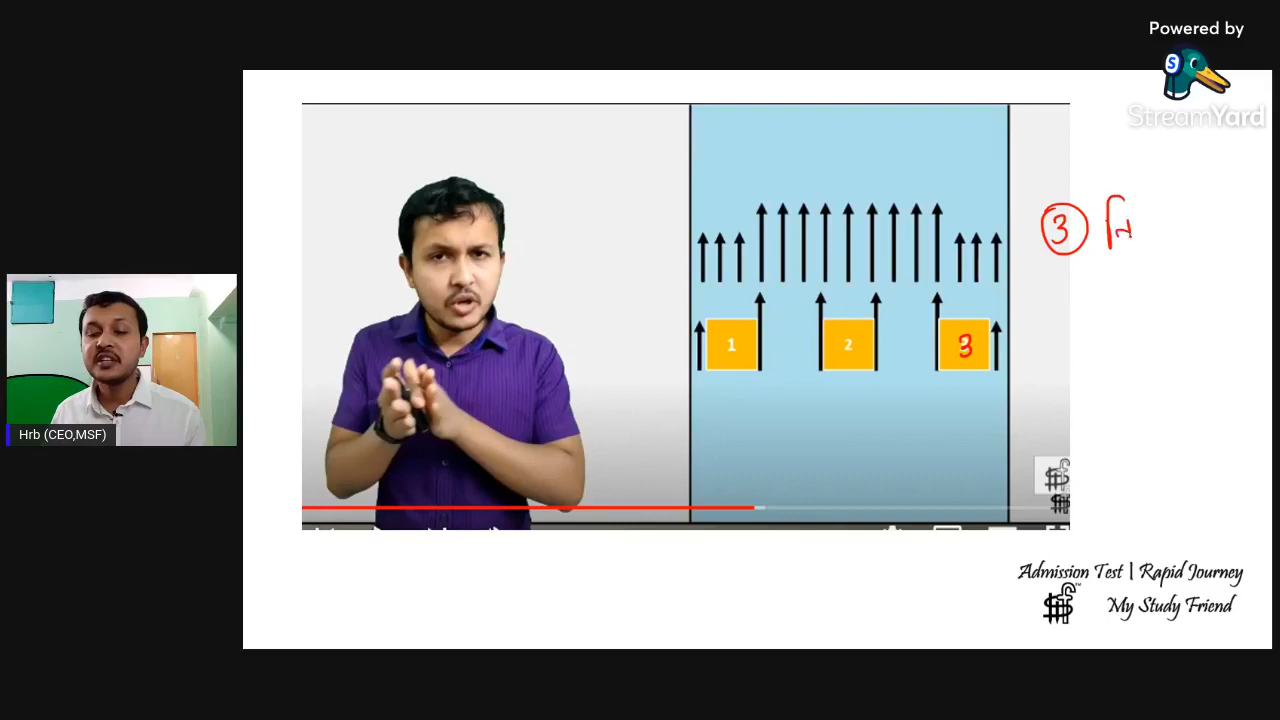 Powered by
StreamYard
3
1
2
3
Hrb (CEO,MSF)
Admission Test | Rapid Journey
My Study Friend